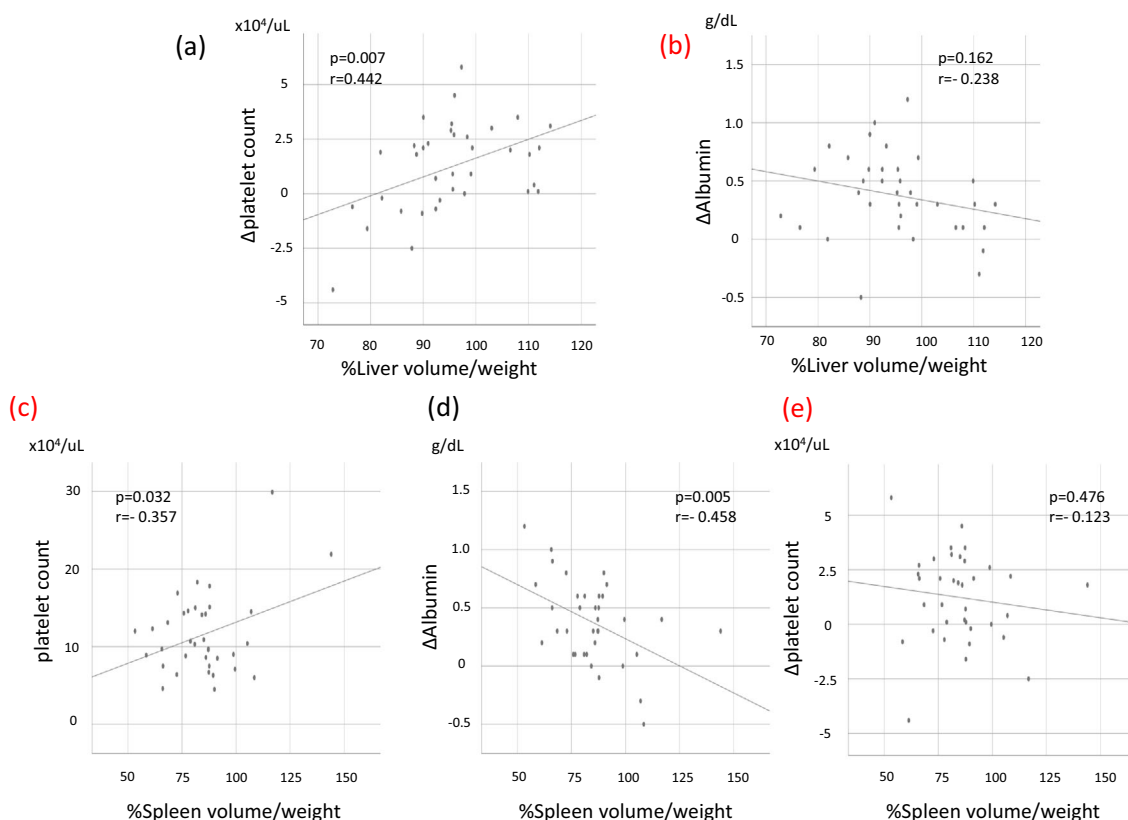 (a)
x10⁴/uL
p=0.007
r=0.442
5
2.5
0
-2.5
-5
Δplatelet count
70 80 90 100 110 120
%Liver volume/weight
(b)
g/dL
p=0.162
r=- 0.238
1.5
1.0
0.5
0
-0.5
ΔAlbumin
70 80 90 100 110 120
%Liver volume/weight
(c)
x10⁴/uL
p=0.032
r=- 0.357
30
20
10
0
platelet count
50 75 100 125 150
%Spleen volume/weight
(d)
g/dL
p=0.005
r=- 0.458
1.5
1.0
0.5
0
-0.5
ΔAlbumin
50 75 100 125 150
%Spleen volume/weight
(e)
x10⁴/uL
p=0.476
r=- 0.123
5
2.5
0
-2.5
-5
Δplatelet count
50 75 100 125 150
%Spleen volume/weight